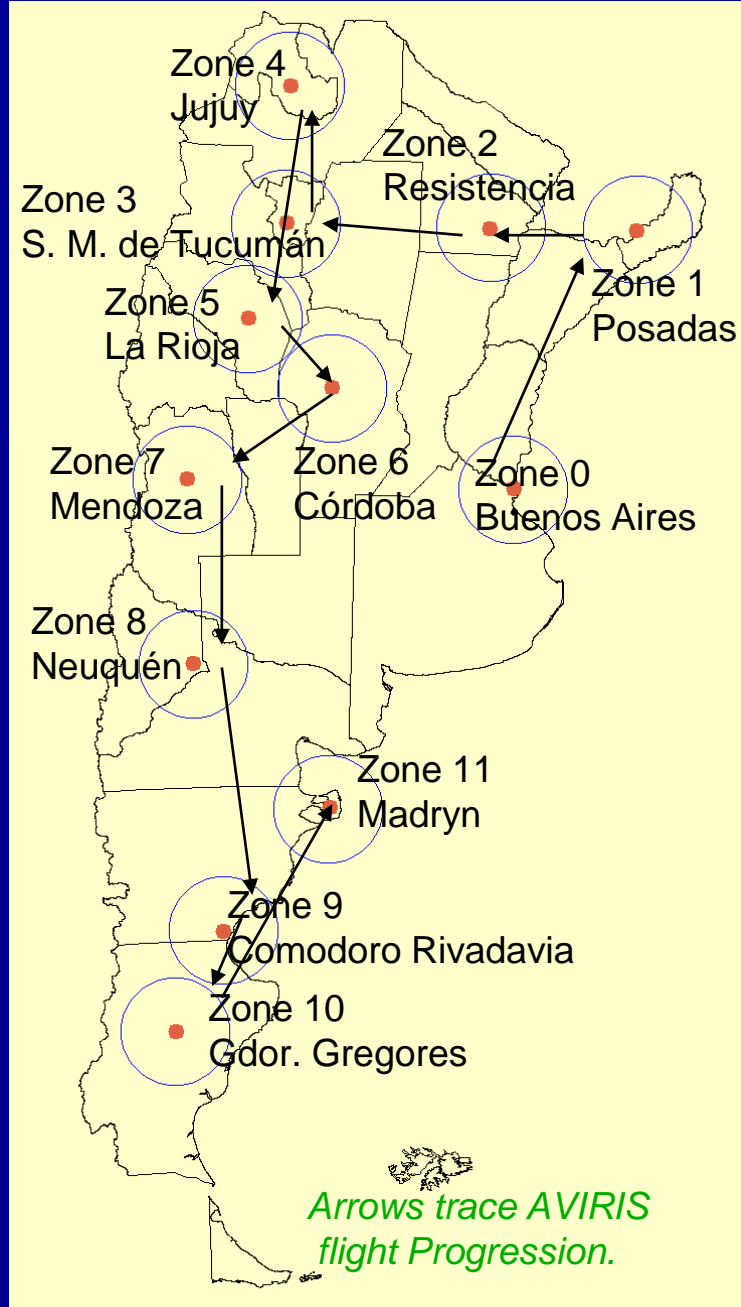 Zone 4
Jujuy
Zone 2
Resistencia
Zone 3
S. M. de Tucumán
Zone 1
Posadas
Zone 5
La Rioja
Zone 7
Mendoza
Zone 6
Córdoba
Zone 0
Buenos Aires
Zone 8
Neuquén
Zone 11
Madryn
Zone 9
Comodoro Rivadavia
Zone 10
Gdor. Gregores
Arrows trace AVIRIS
flight Progression.